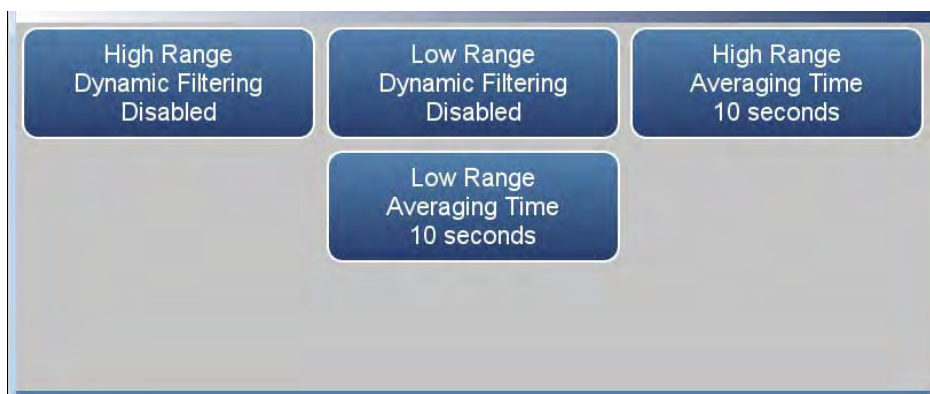 High Range
Dynamic Filtering
Disabled
Low Range
Dynamic Filtering
Disabled
High Range
Averaging Time
10 seconds
Low Range
Averaging Time
10 seconds